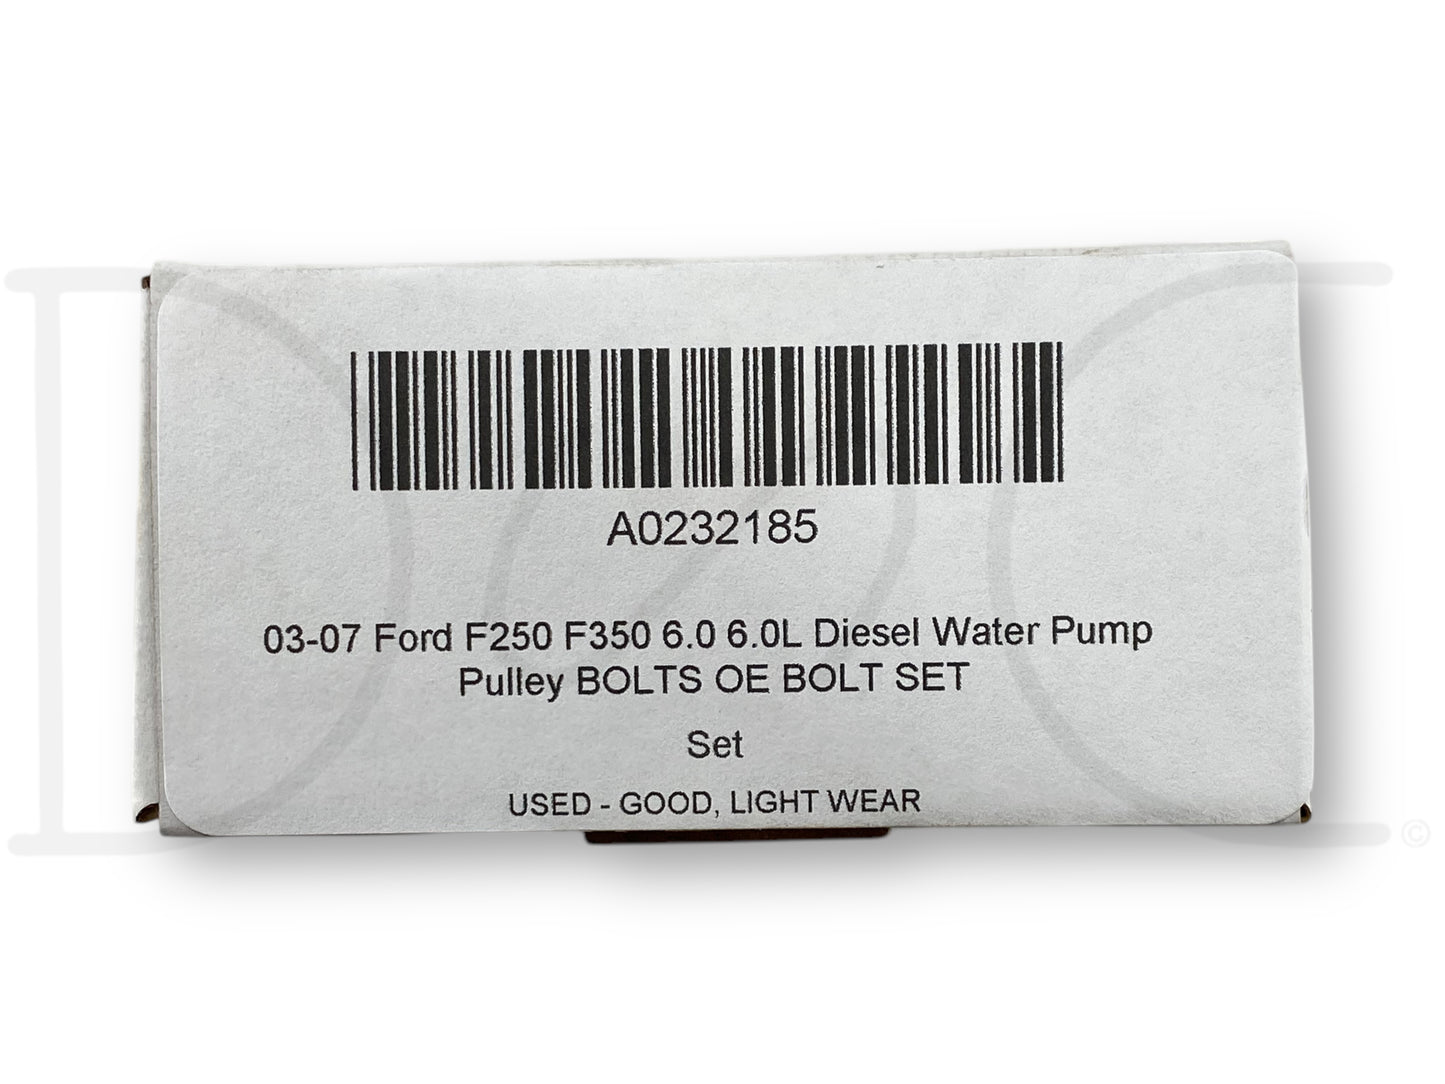 A0232185
03-07 Ford F250 F350 6.0 6.0L Diesel Water Pump
Pulley BOLTS OE BOLT SET
Set
USED - GOOD, LIGHT WEAR
©